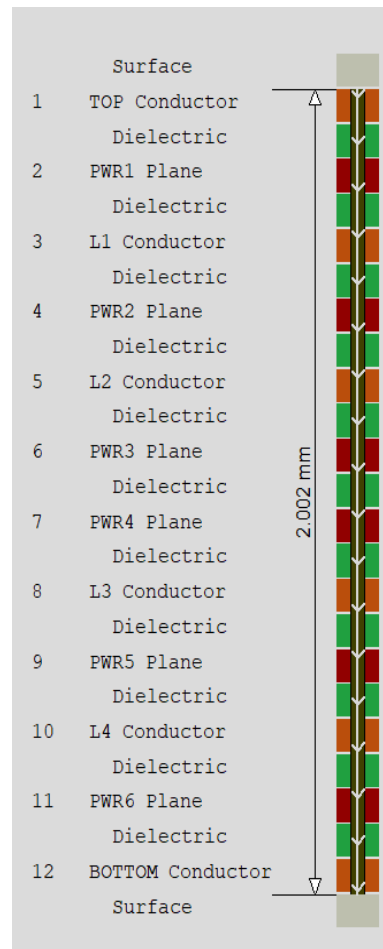 Surface
1 TOP Conductor
Dielectric
2 PWR1 Plane
Dielectric
3 L1 Conductor
Dielectric
4 PWR2 Plane
Dielectric
5 L2 Conductor
Dielectric
6 PWR3 Plane
Dielectric
7 PWR4 Plane
Dielectric
8 L3 Conductor
Dielectric
9 PWR5 Plane
Dielectric
10 L4 Conductor
Dielectric
11 PWR6 Plane
Dielectric
12 BOTTOM Conductor
Surface
2.002 mm